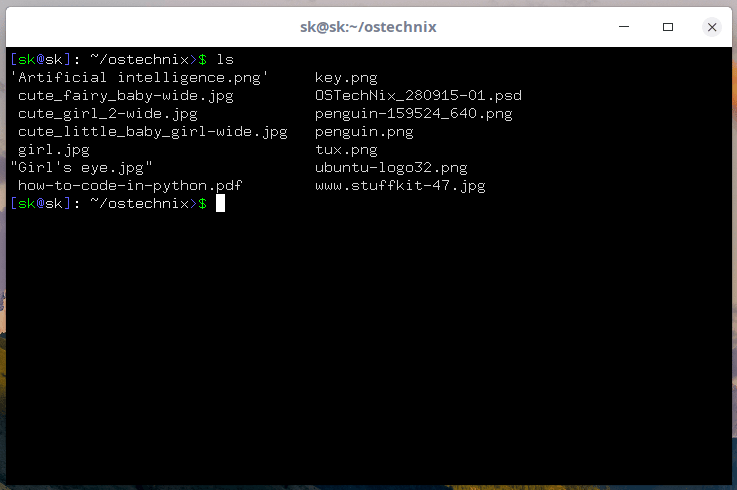 sk@sk:~/ostechnix
[sk@sk]: ~/ostechnix>$ ls
'Artificial intelligence.png'     key.png
 cute_fairy_baby-wide.jpg         OSTechNix_280915-01.psd
 cute_girl_2-wide.jpg             penguin-159524_640.png
 cute_little_baby_girl-wide.jpg   penguin.png
 girl.jpg                         tux.png
"Girl's eye.jpg"                  ubuntu-logo32.png
 how-to-code-in-python.pdf        www.stuffkit-47.jpg
[sk@sk]: ~/ostechnix>$